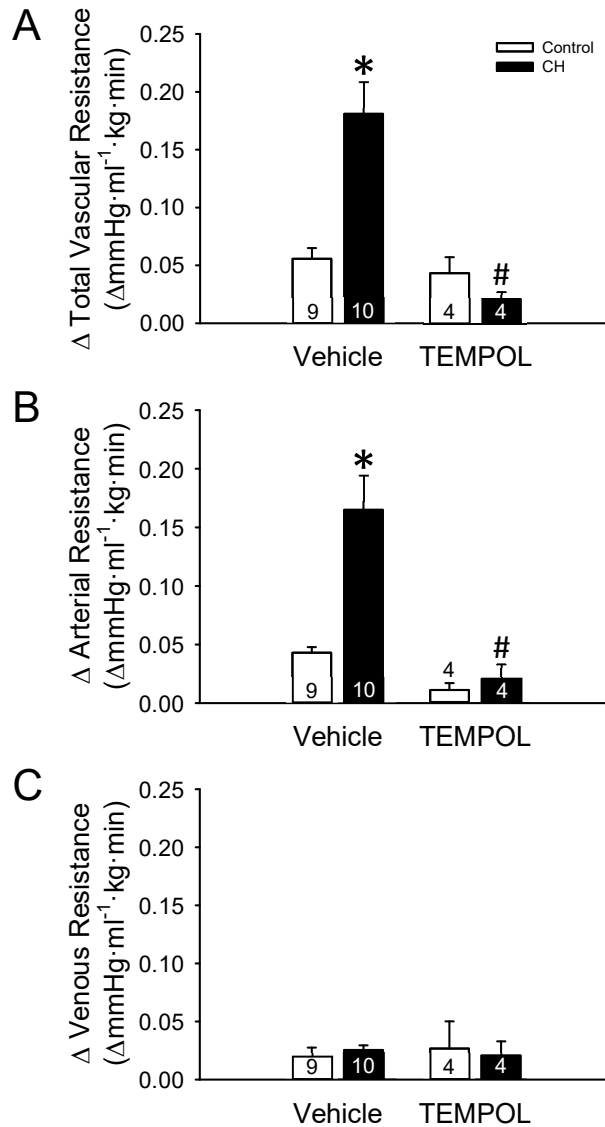 A
Δ Total Vascular Resistance
(ΔmmHg·ml⁻¹·kg·min)
0.25
0.20
0.15
0.10
0.05
0.00
Control
CH
*
#
9
10
4
4
Vehicle
TEMPOL
B
Δ Arterial Resistance
(ΔmmHg·ml⁻¹·kg·min)
0.25
0.20
0.15
0.10
0.05
0.00
*
#
9
10
4
4
Vehicle
TEMPOL
C
Δ Venous Resistance
(ΔmmHg·ml⁻¹·kg·min)
0.25
0.20
0.15
0.10
0.05
0.00
9
10
4
4
Vehicle
TEMPOL